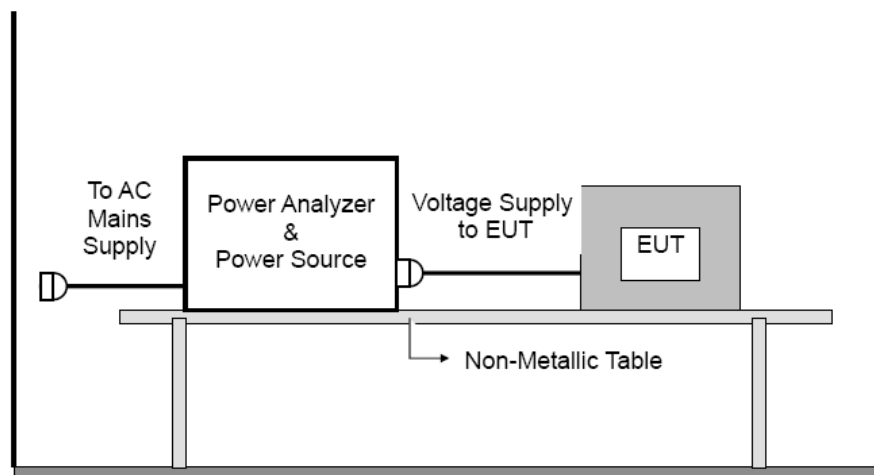 To AC
Mains
Supply
Power Analyzer
&
Power Source
Voltage Supply
to EUT
EUT
Non-Metallic Table